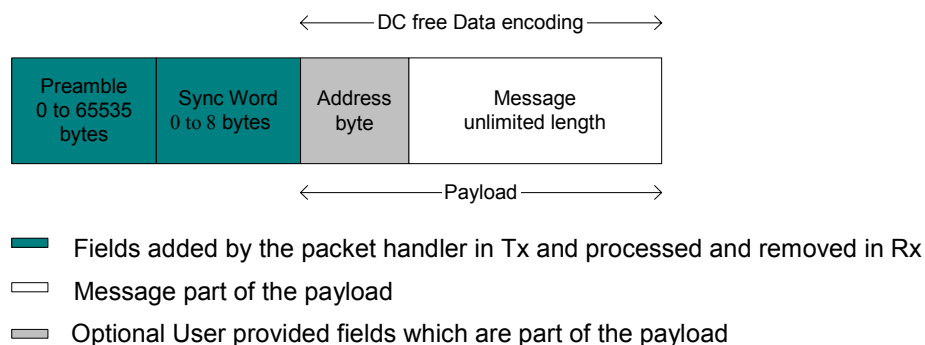 DC free Data encoding
Preamble
0 to 65535
bytes
Sync Word
0 to 8 bytes
Address
byte
Message
unlimited length
Payload
Fields added by the packet handler in Tx and processed and removed in Rx
Message part of the payload
Optional User provided fields which are part of the payload